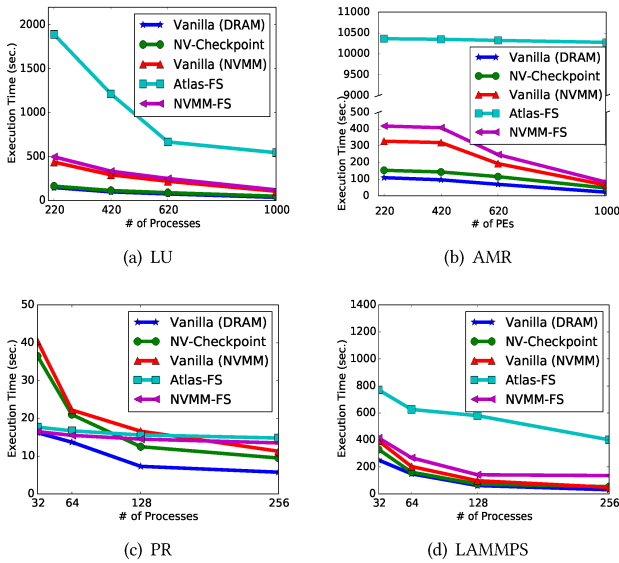 2000
1500
1000
500
0
Execution Time (sec.)
Vanilla (DRAM)
NV-Checkpoint
Vanilla (NVMM)
Atlas-FS
NVMM-FS
220 420 620 1000
# of Processes
(a) LU
11000
10500
10000
9500
9000
500
400
300
200
100
0
Execution Time (sec.)
Vanilla (DRAM)
NV-Checkpoint
Vanilla (NVMM)
Atlas-FS
NVMM-FS
220 420 620 1000
# of PEs
(b) AMR
50
40
30
20
10
0
Execution Time (sec.)
Vanilla (DRAM)
NV-Checkpoint
Vanilla (NVMM)
Atlas-FS
NVMM-FS
32 64 128 256
# of Processes
(c) PR
1400
1200
1000
800
600
400
200
0
Execution Time (sec.)
Vanilla (DRAM)
NV-Checkpoint
Vanilla (NVMM)
Atlas-FS
NVMM-FS
32 64 128 256
# of Processes
(d) LAMMPS